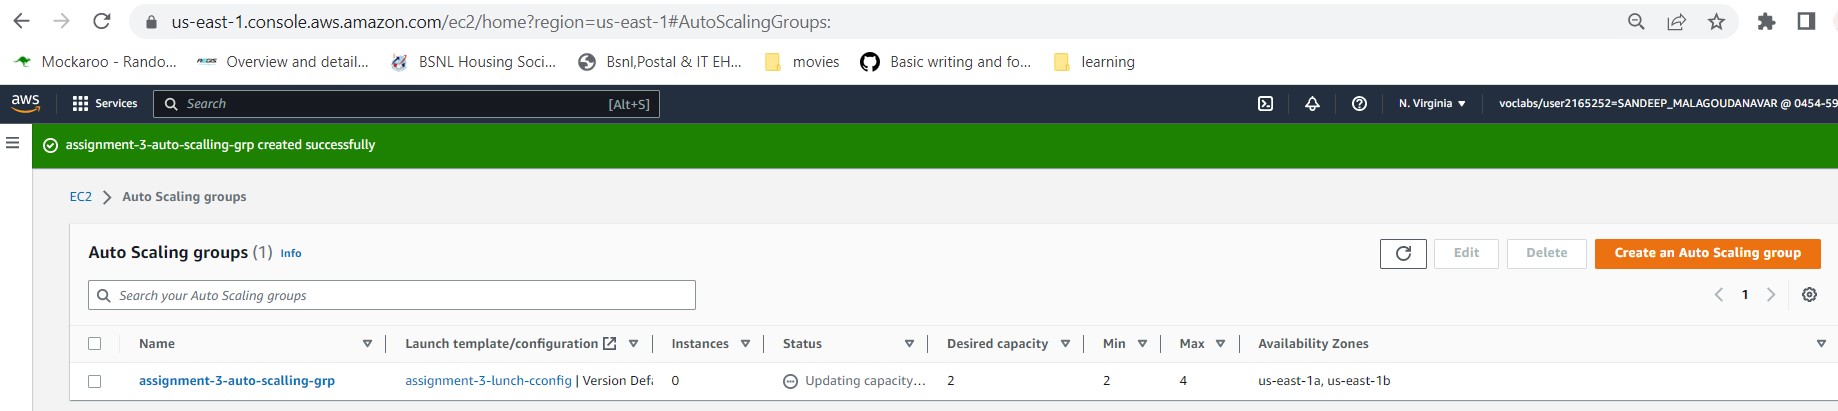 us-east-1.console.aws.amazon.com/ec2/home?region=us-east-1#AutoScalingGroups:
Mockaroo - Rando... Overview and detail... BSNL Housing Soci... Bsnl,Postal & IT EH... movies Basic writing and fo... learning
aws Services Search [Alt+S] N. Virginia voclabs/user2165252=SANDEEP_MALAGOUDANAVAR @ 0454-59
assignment-3-auto-scalling-grp created successfully
EC2 Auto Scaling groups
Auto Scaling groups (1) Info Edit Delete Create an Auto Scaling group
Search your Auto Scaling groups 1
Name Launch template/configuration Instances Status Desired capacity Min Max Availability Zones
assignment-3-auto-scalling-grp assignment-3-lunch-cconfig | Version Defa 0 Updating capacity... 2 2 4 us-east-1a, us-east-1b